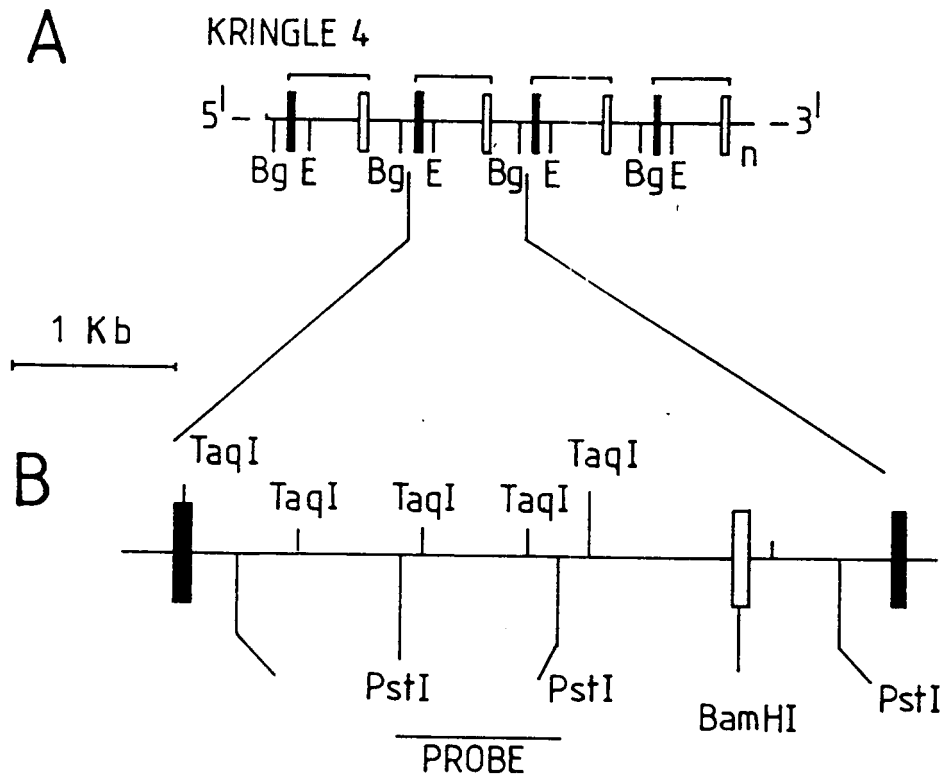 A
KRINGLE 4
5' – – 3'
Bg E Bg E Bg E Bg E n
1 Kb
B
TaqI TaqI TaqI TaqI TaqI
PstI PstI BamHI PstI
PROBE